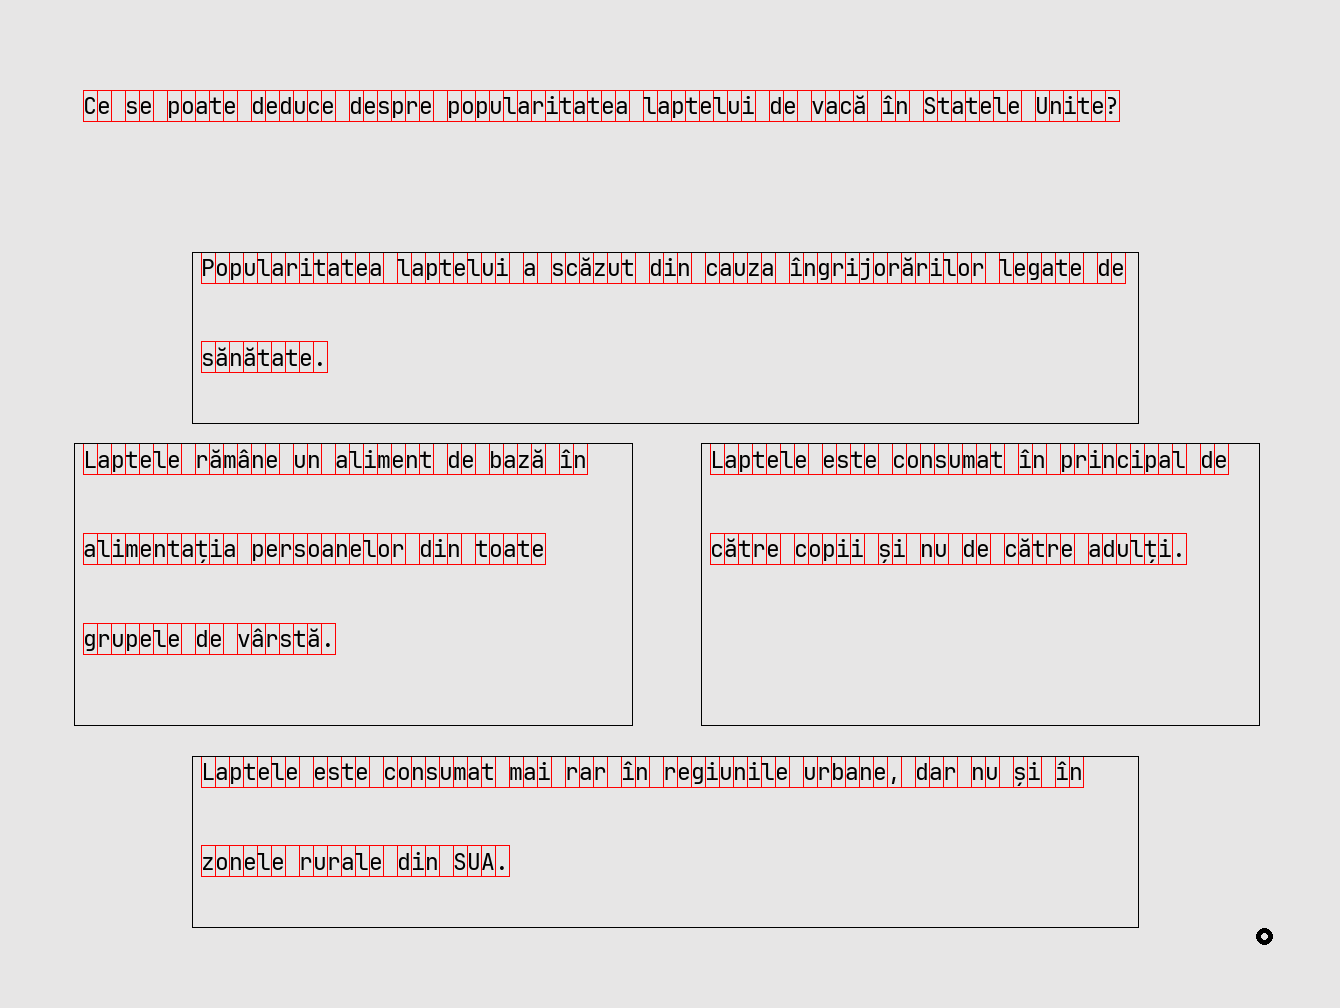 Ce se poate deduce despre popularitatea laptelui de vacă în Statele Unite?
Popularitatea laptelui a scăzut din cauza îngrijorărilor legate de
sănătate.
Laptele rămâne un aliment de bază în
alimentația persoanelor din toate
grupele de vârstă.
Laptele este consumat în principal de
către copii și nu de către adulți.
Laptele este consumat mai rar în regiunile urbane, dar nu și în
zonele rurale din SUA.